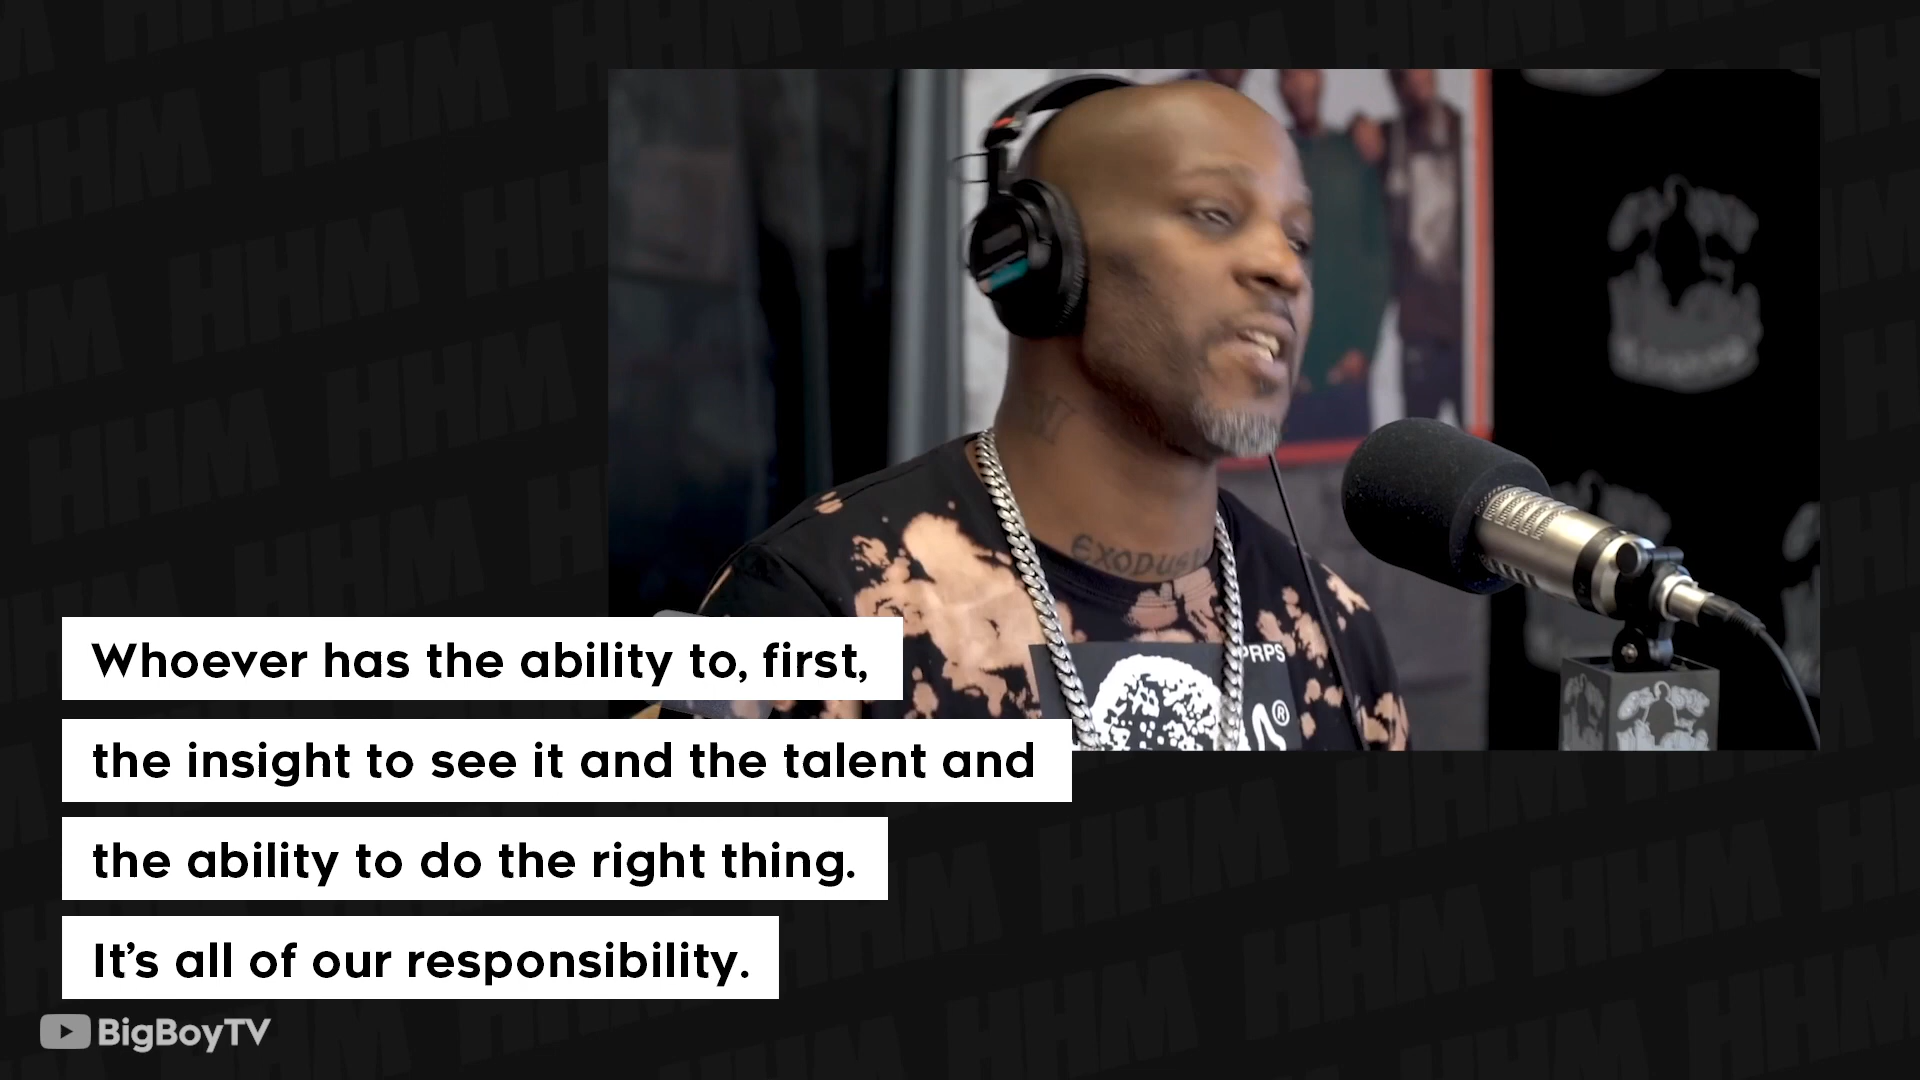 EXODUS
PRPS
®
Whoever has the ability to, first,
the insight to see it and the talent and
the ability to do the right thing.
It’s all of our responsibility.
BigBoyTV
HHM